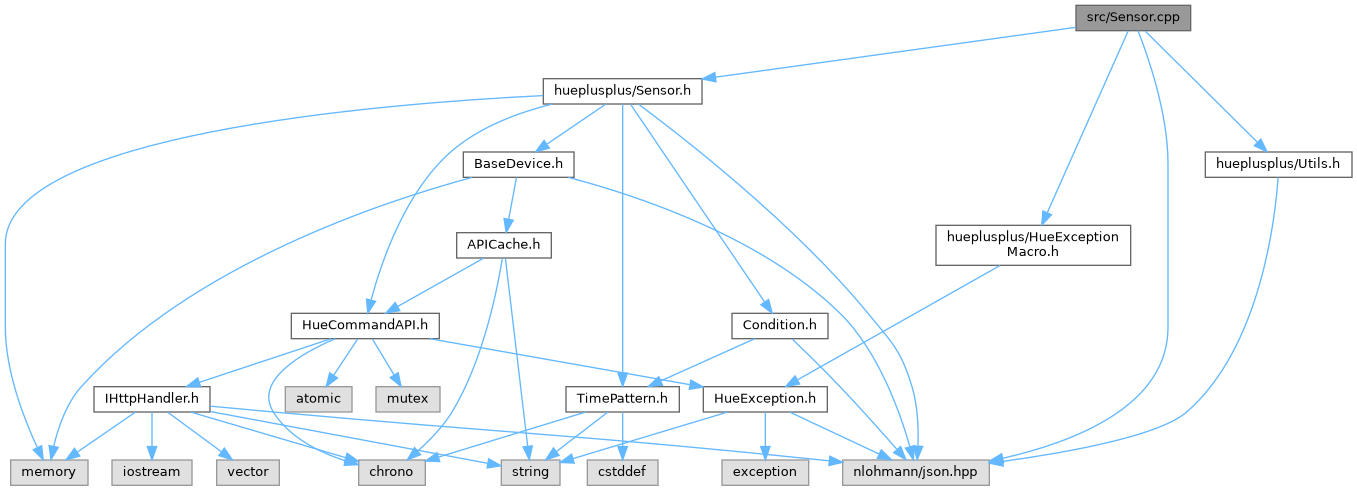 src/Sensor.cpp
hueplusplus/Sensor.h
BaseDevice.h
hueplusplus/Utils.h
hueplusplus/HueException
Macro.h
APICache.h
HueCommandAPI.h
Condition.h
IHttpHandler.h
atomic
mutex
TimePattern.h
HueException.h
memory
iostream
vector
chrono
string
cstddef
exception
nlohmann/json.hpp